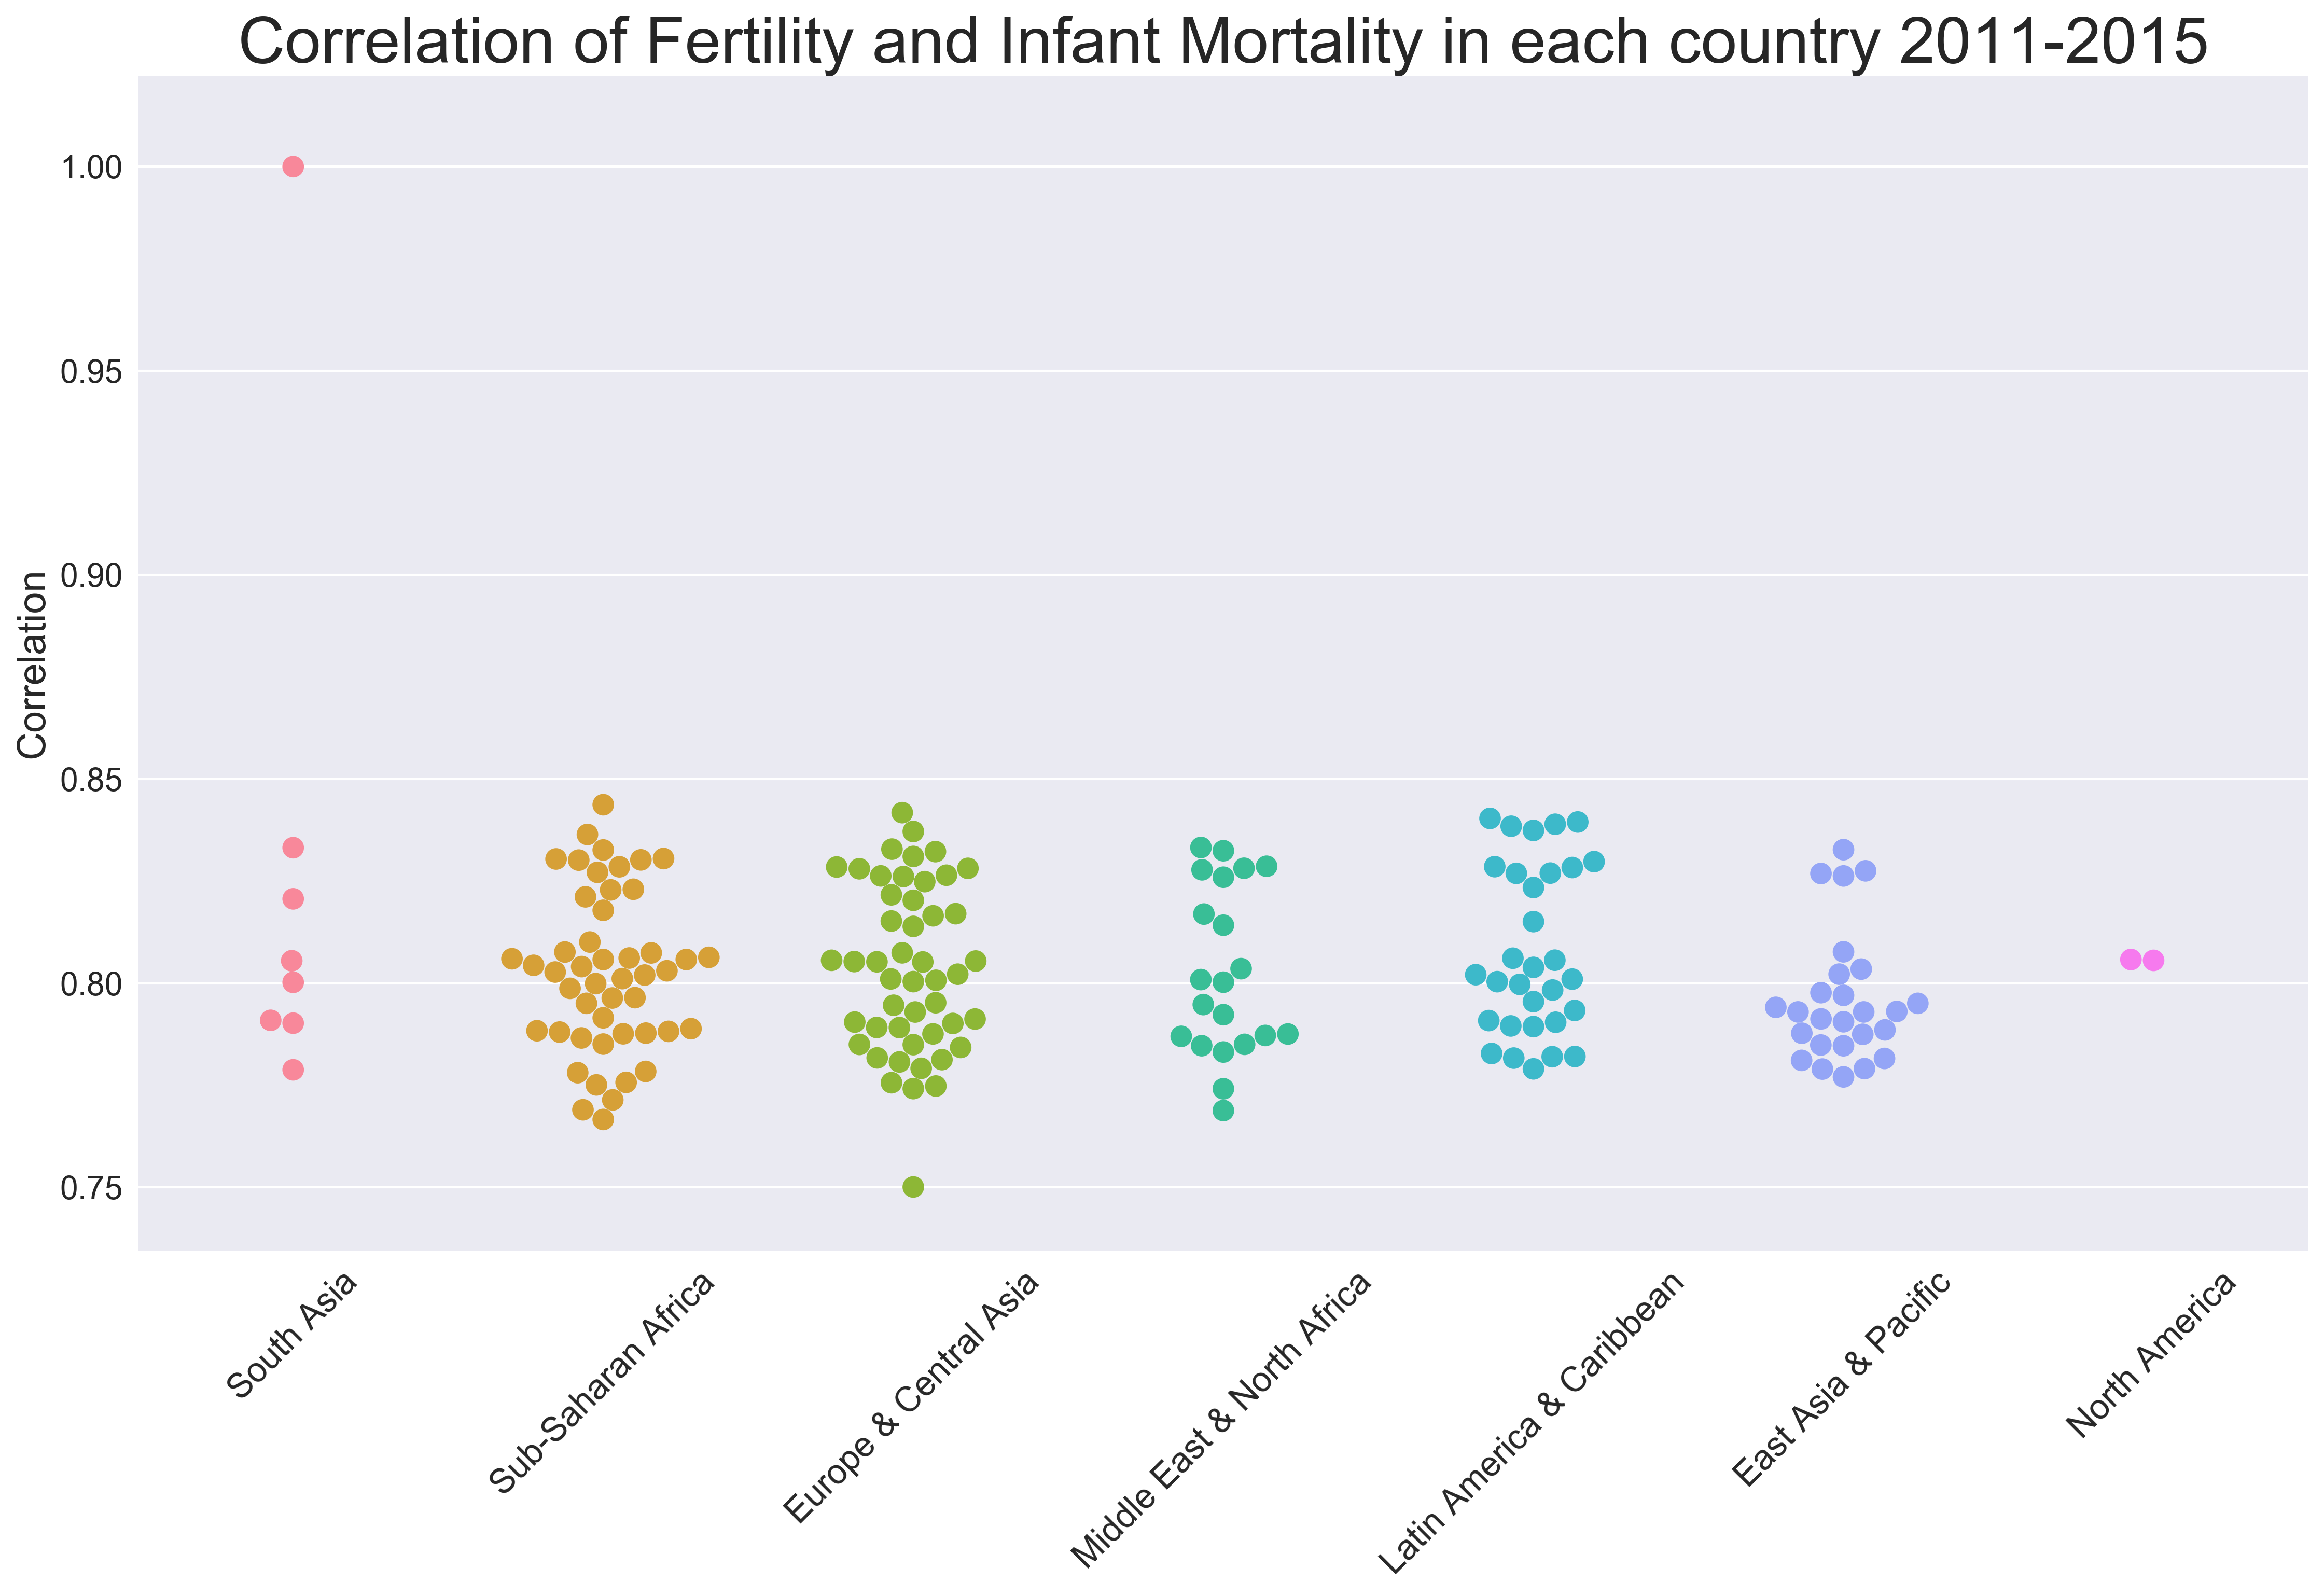 Correlation of Fertility and Infant Mortality in each country 2011-2015
1.00
0.95
0.90
0.85
0.80
0.75
Correlation
South Asia
Sub-Saharan Africa
Europe & Central Asia
Middle East & North Africa
Latin America & Caribbean
East Asia & Pacific
North America